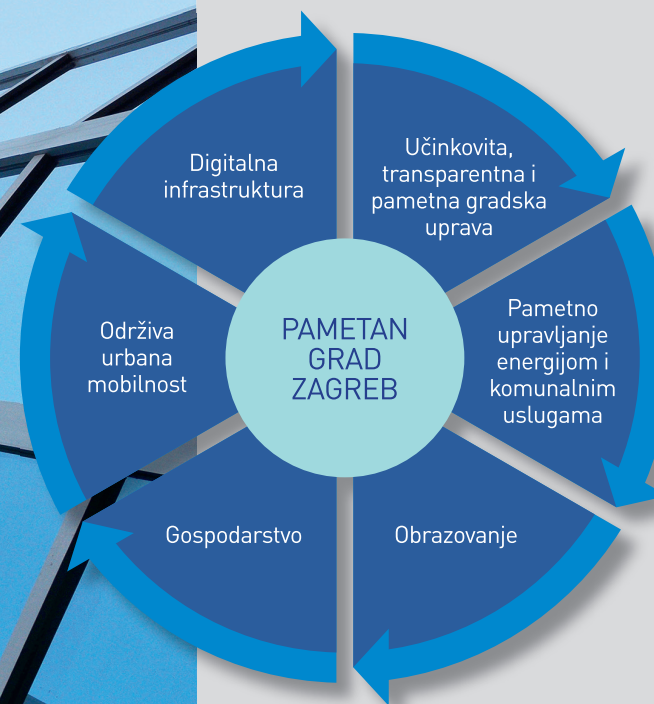 Digitalna
infrastruktura
Učinkovita,
transparentna i
pametna gradska
uprava
Pametno
upravljanje
energijom i
komunalnim
uslugama
Obrazovanje
Gospodarstvo
Održiva
urbana
mobilnost
PAMETAN
GRAD
ZAGREB